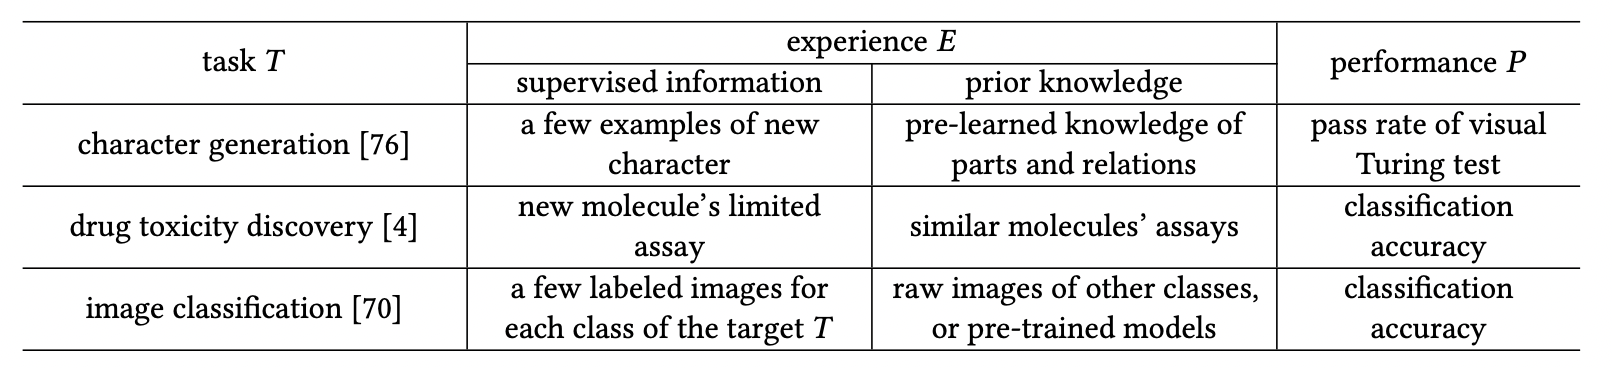 task T
experience E
performance P
supervised information
prior knowledge
character generation [76]
a few examples of new
character
pre-learned knowledge of
parts and relations
pass rate of visual
Turing test
drug toxicity discovery [4]
new molecule’s limited
assay
similar molecules’ assays
classification
accuracy
image classification [70]
a few labeled images for
each class of the target T
raw images of other classes,
or pre-trained models
classification
accuracy